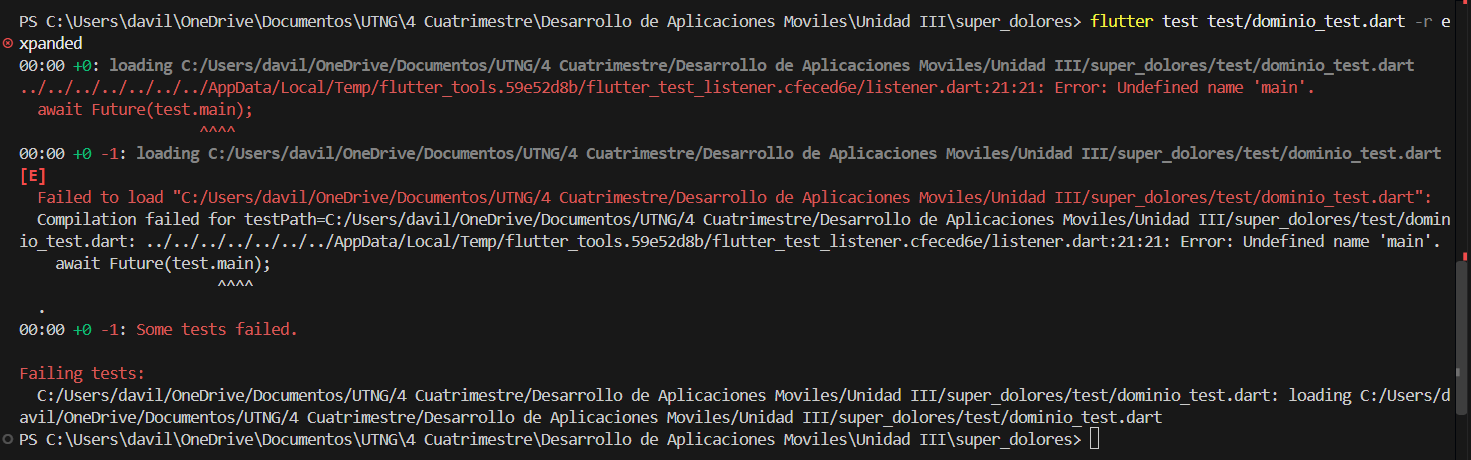 PS C:\Users\davil\OneDrive\Documentos\UTNG\4 Cuatrimestre\Desarrollo de Aplicaciones Moviles\Unidad III\super_dolores> flutter test test/dominio_test.dart -r e
xpanded
00:00 +0: loading C:/Users/davil/OneDrive/Documentos/UTNG/4 Cuatrimestre/Desarrollo de Aplicaciones Moviles/Unidad III/super_dolores/test/dominio_test.dart
../../../../../../../AppData/Local/Temp/flutter_tools.59e52d8b/flutter_test_listener.cfeced6e/listener.dart:21:21: Error: Undefined name 'main'.
  await Future(test.main);
                    ^^^^
00:00 +0 -1: loading C:/Users/davil/OneDrive/Documentos/UTNG/4 Cuatrimestre/Desarrollo de Aplicaciones Moviles/Unidad III/super_dolores/test/dominio_test.dart
[E]
  Failed to load "C:/Users/davil/OneDrive/Documentos/UTNG/4 Cuatrimestre/Desarrollo de Aplicaciones Moviles/Unidad III/super_dolores/test/dominio_test.dart":
  Compilation failed for testPath=C:/Users/davil/OneDrive/Documentos/UTNG/4 Cuatrimestre/Desarrollo de Aplicaciones Moviles/Unidad III/super_dolores/test/domin
io_test.dart: ../../../../../../../AppData/Local/Temp/flutter_tools.59e52d8b/flutter_test_listener.cfeced6e/listener.dart:21:21: Error: Undefined name 'main'.
    await Future(test.main);
                      ^^^^
  .
00:00 +0 -1: Some tests failed.

Failing tests:
  C:/Users/davil/OneDrive/Documentos/UTNG/4 Cuatrimestre/Desarrollo de Aplicaciones Moviles/Unidad III/super_dolores/test/dominio_test.dart: loading C:/Users/d
avil/OneDrive/Documentos/UTNG/4 Cuatrimestre/Desarrollo de Aplicaciones Moviles/Unidad III/super_dolores/test/dominio_test.dart
PS C:\Users\davil\OneDrive\Documentos\UTNG\4 Cuatrimestre\Desarrollo de Aplicaciones Moviles\Unidad III\super_dolores>